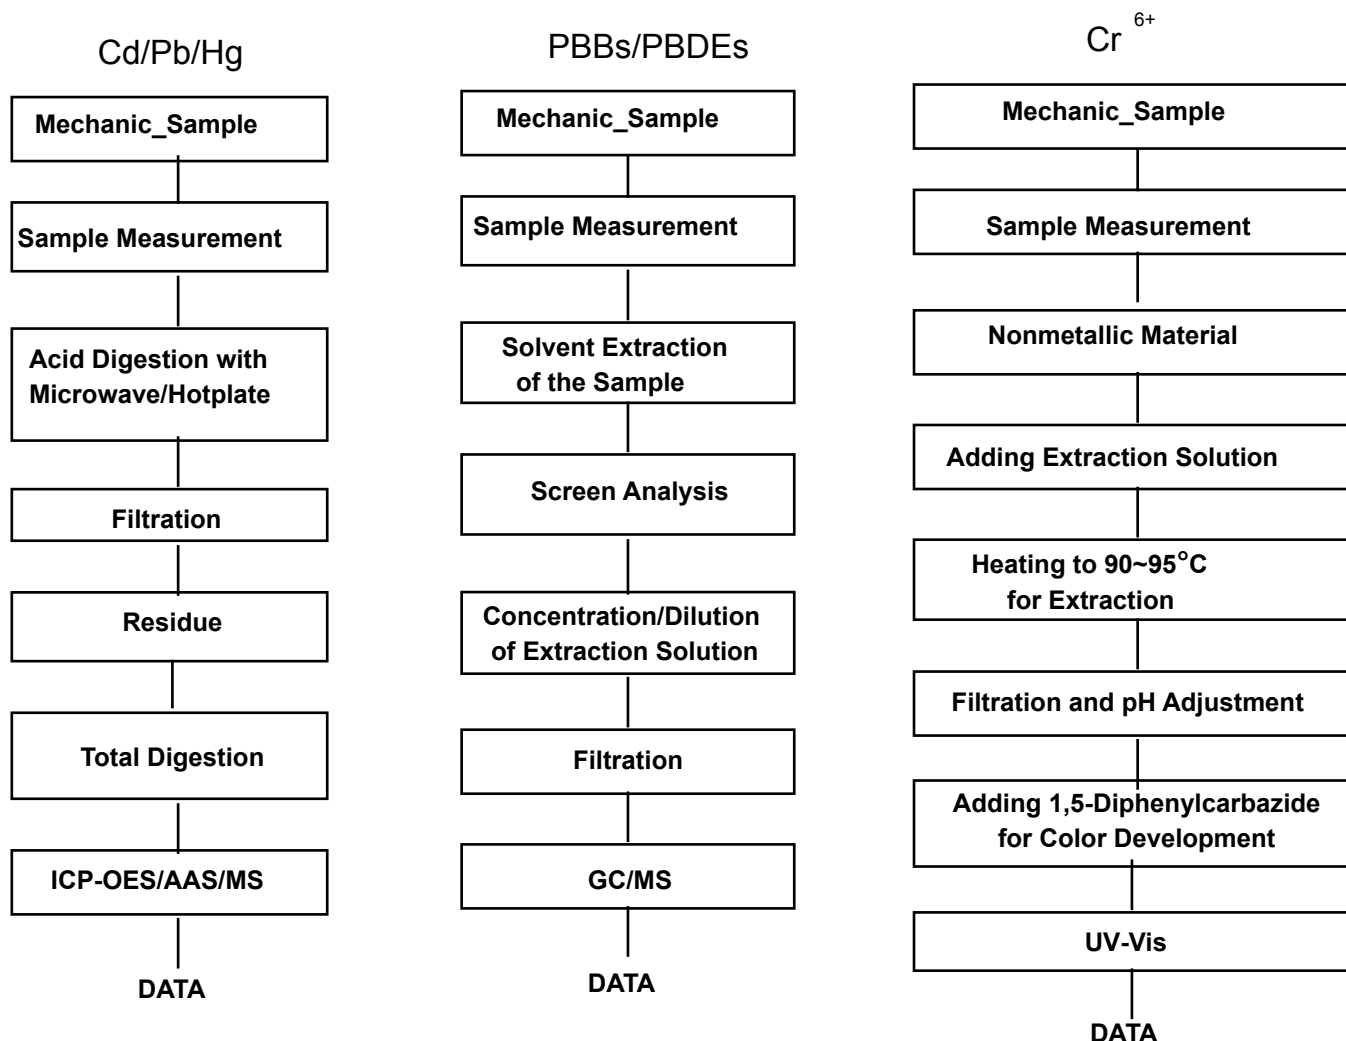 Cd/Pb/Hg
Mechanic_Sample
Sample Measurement
Acid Digestion with
Microwave/Hotplate
Filtration
Residue
Total Digestion
ICP-OES/AAS/MS
DATA
PBBs/PBDEs
Mechanic_Sample
Sample Measurement
Solvent Extraction
of the Sample
Screen Analysis
Concentration/Dilution
of Extraction Solution
Filtration
GC/MS
DATA
Cr 6+
Mechanic_Sample
Sample Measurement
Nonmetallic Material
Adding Extraction Solution
Heating to 90~95°C
for Extraction
Filtration and pH Adjustment
Adding 1,5-Diphenylcarbazide
for Color Development
UV-Vis
DATA